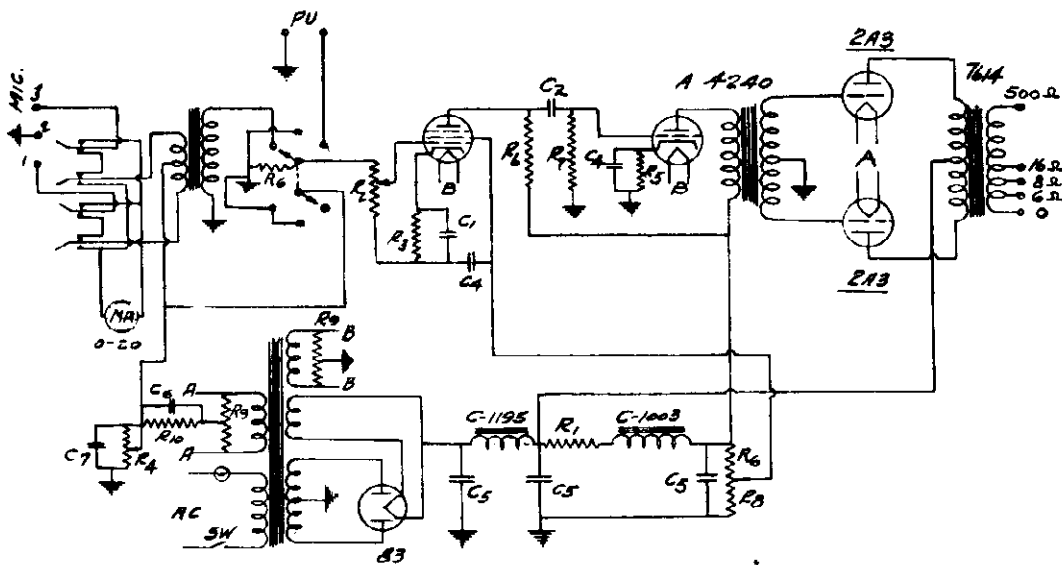 PU
2A3
MIC.
3
2
1
A 4240
7614
500Ω
C2
R6
R7
R6
R2
B
C4
R5
B
A
16Ω
8Ω
6Ω
0
R3
C1
C4
2A3
MA
0-20
R9
B
B
C6
A
R9
R10
A
C7
R4
C-1195
R1
C-1003
R6
C5
C5
C5
R8
AC
SW
83